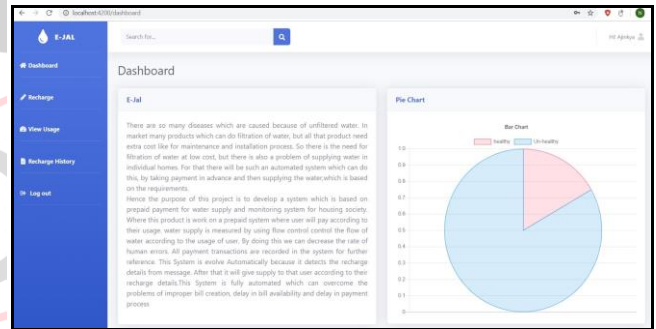 localhost:4200/dashboard
E-JAL
Search for...
Hi! Ajinkya
Dashboard
Recharge
View Usage
Recharge History
Log out
Dashboard
E-Jal
There are so many diseases which are caused because of unfiltered water. In
market many products which can do filtration of water, but all that product need
extra cost like for maintenance and installation process. So there is the need for
filtration of water at low cost, but there is also a problem of supplying water in
individual homes. For that there will be such an automated system which can do
this, by taking payment in advance and then supplying the water,which is based
on the requirements.
Hence the purpose of this project is to develop a system which is based on
prepaid payment for water supply and monitoring system for housing society.
Where this product is work on a prepaid system where user will pay according to
their usage. water supply is measured by using flow control control the flow of
water according to the usage of user. By doing this we can decrease the rate of
human errors. All payment transactions are recorded in the system for further
reference. This System is evolve Automatically because it detects the recharge
details from message. After that it will give supply to that user according to their
recharge details.This System is fully automated which can overcome the
problems of improper bill creation, delay in bill availability and delay in payment
process
Pie Chart
Bar Chart
healthy Un-healthy
1.0
0.9
0.8
0.7
0.6
0.5
0.4
0.3
0.2
0.1
0